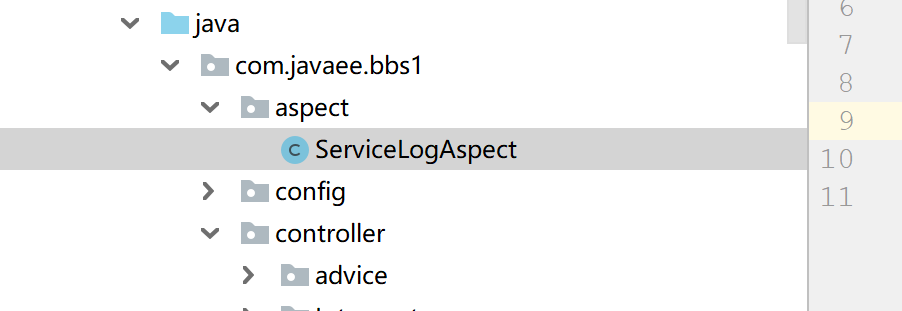 java
com.javaee.bbs1
aspect
ServiceLogAspect
config
controller
advice
6
7
8
9
10
11